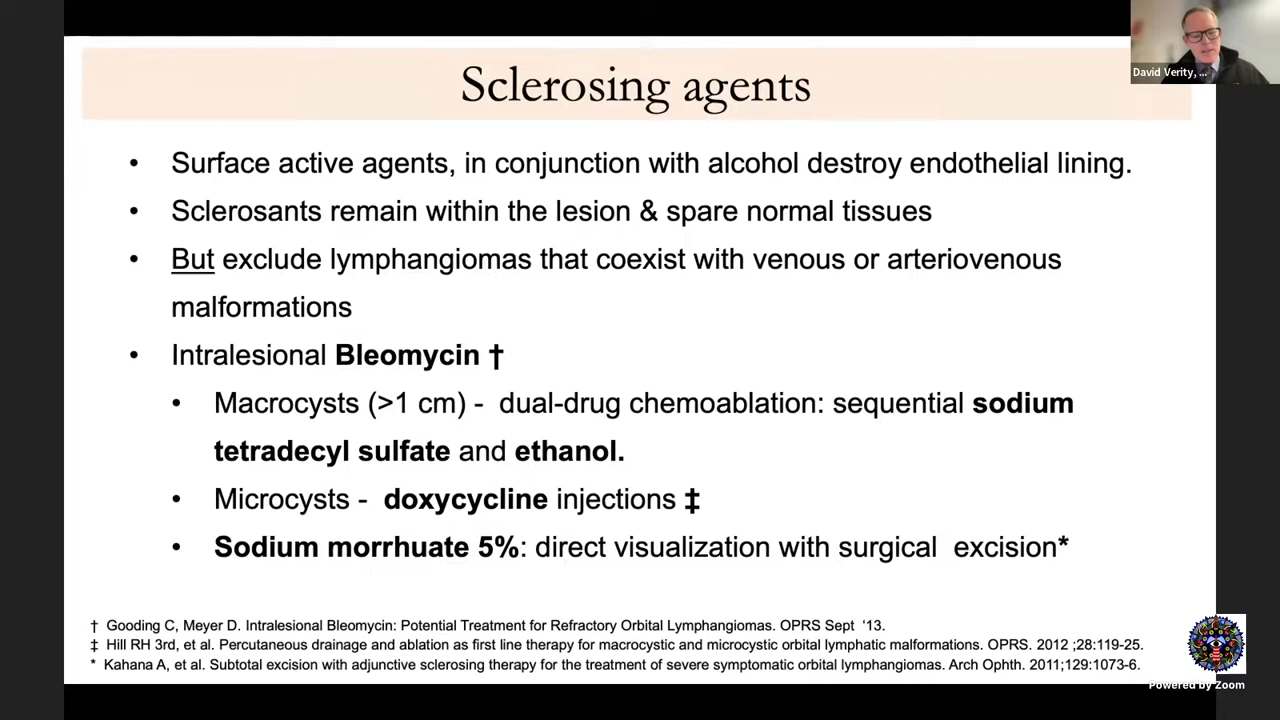 David Verity, ...
Sclerosing agents
• Surface active agents, in conjunction with alcohol destroy endothelial lining.
• Sclerosants remain within the lesion & spare normal tissues
• But exclude lymphangiomas that coexist with venous or arteriovenous
malformations
• Intralesional Bleomycin †
• Macrocysts (>1 cm) - dual-drug chemoablation: sequential sodium
tetradecyl sulfate and ethanol.
• Microcysts - doxycycline injections ‡
• Sodium morrhuate 5%: direct visualization with surgical excision*
† Gooding C, Meyer D. Intralesional Bleomycin: Potential Treatment for Refractory Orbital Lymphangiomas. OPRS Sept '13.
‡ Hill RH 3rd, et al. Percutaneous drainage and ablation as first line therapy for macrocystic and microcystic orbital lymphatic malformations. OPRS. 2012 ;28:119-25.
* Kahana A, et al. Subtotal excision with adjunctive sclerosing therapy for the treatment of severe symptomatic orbital lymphangiomas. Arch Ophth. 2011;129:1073-6.
Powered by Zoom